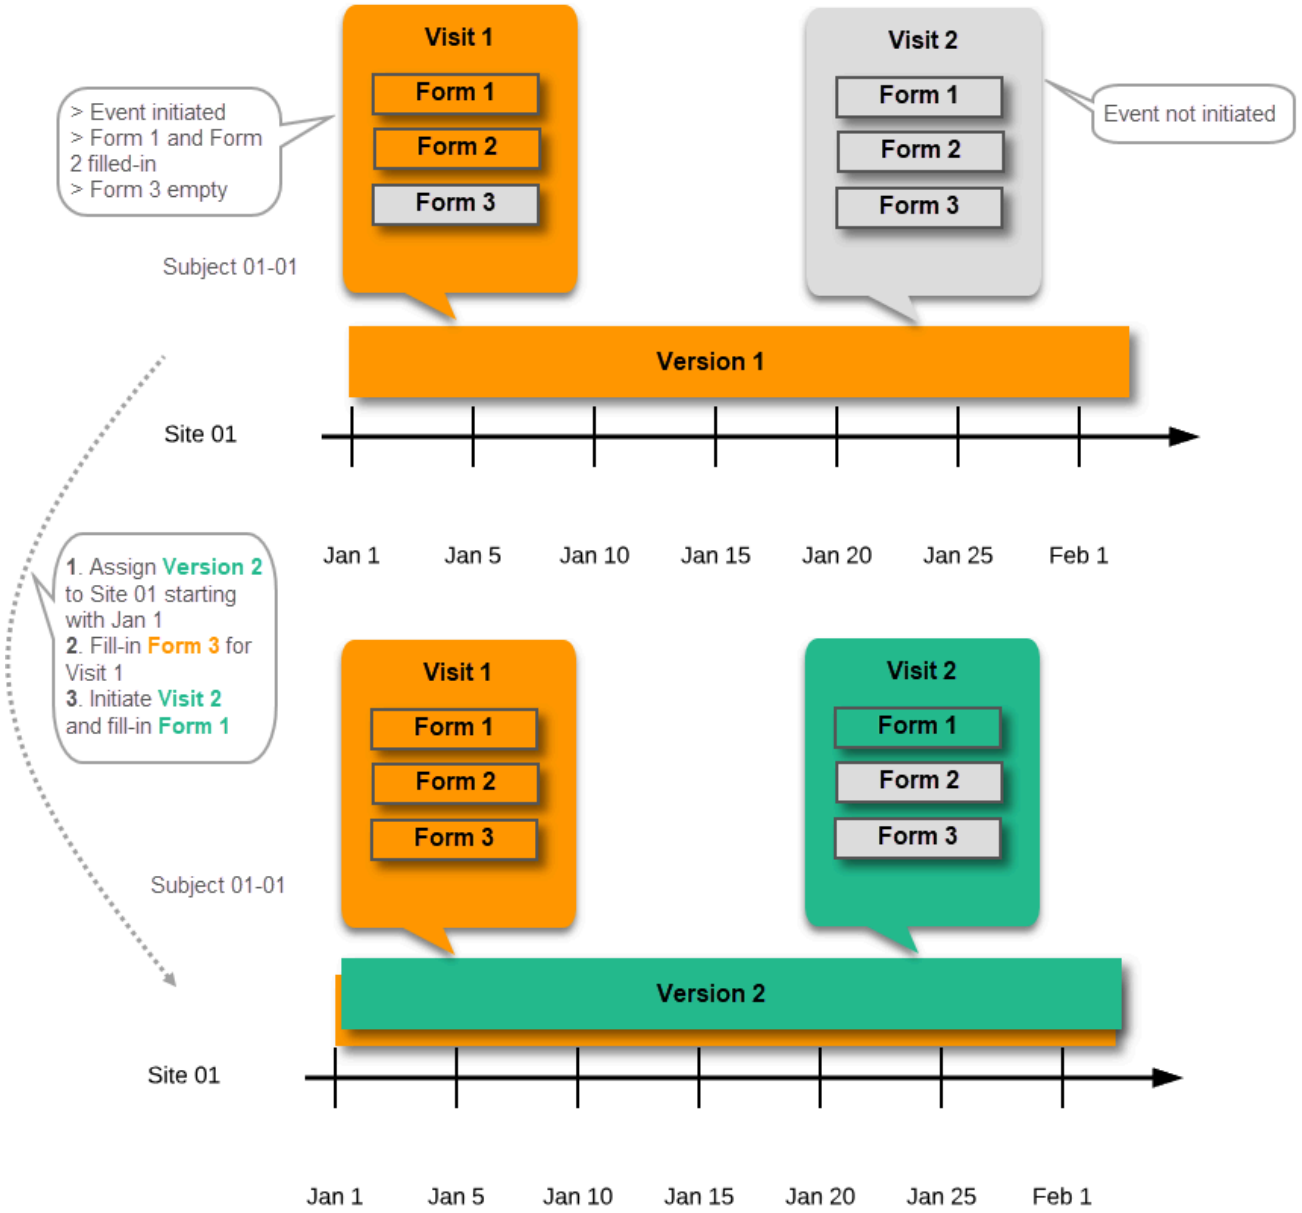 Visit 1
Form 1
Form 2
Form 3
Visit 2
Form 1
Form 2
Form 3
> Event initiated
> Form 1 and Form
2 filled-in
> Form 3 empty
Event not initiated
Subject 01-01
Version 1
Site 01
Jan 1 Jan 5 Jan 10 Jan 15 Jan 20 Jan 25 Feb 1
1. Assign Version 2
to Site 01 starting
with Jan 1
2. Fill-in Form 3 for
Visit 1
3. Initiate Visit 2
and fill-in Form 1
Visit 1
Form 1
Form 2
Form 3
Visit 2
Form 1
Form 2
Form 3
Subject 01-01
Version 2
Site 01
Jan 1 Jan 5 Jan 10 Jan 15 Jan 20 Jan 25 Feb 1